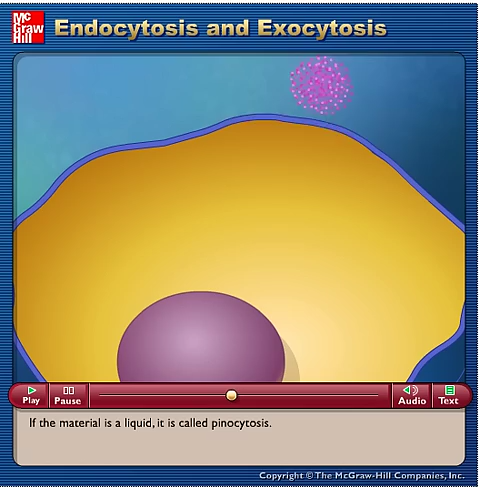 Mc
Graw
Hill
Endocytosis and Exocytosis
Play
Pause
Audio
Text
If the material is a liquid, it is called pinocytosis.
Copyright © The McGraw-Hill Companies, Inc.